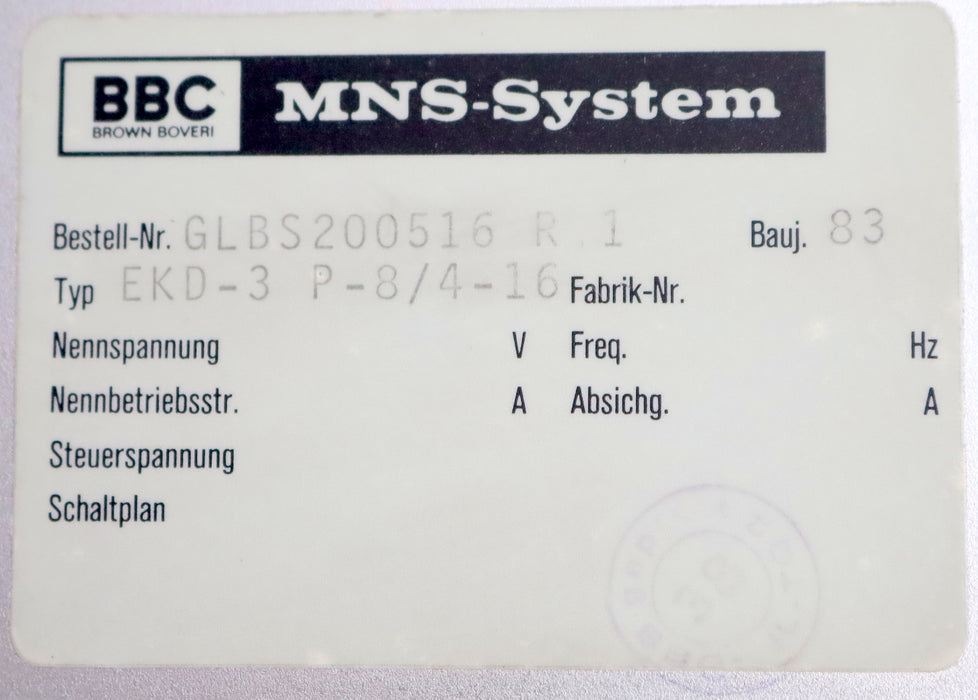 BBC
BROWN BOVERI
MNS-System
Bestell-Nr. GLBS200516 R 1 Bauj. 83
Typ EKD-3 P-8/4-16 Fabrik-Nr.
Nennspannung V Freq. Hz
Nennbetriebsstr. A Absichg. A
Steuerspannung
Schaltplan
38